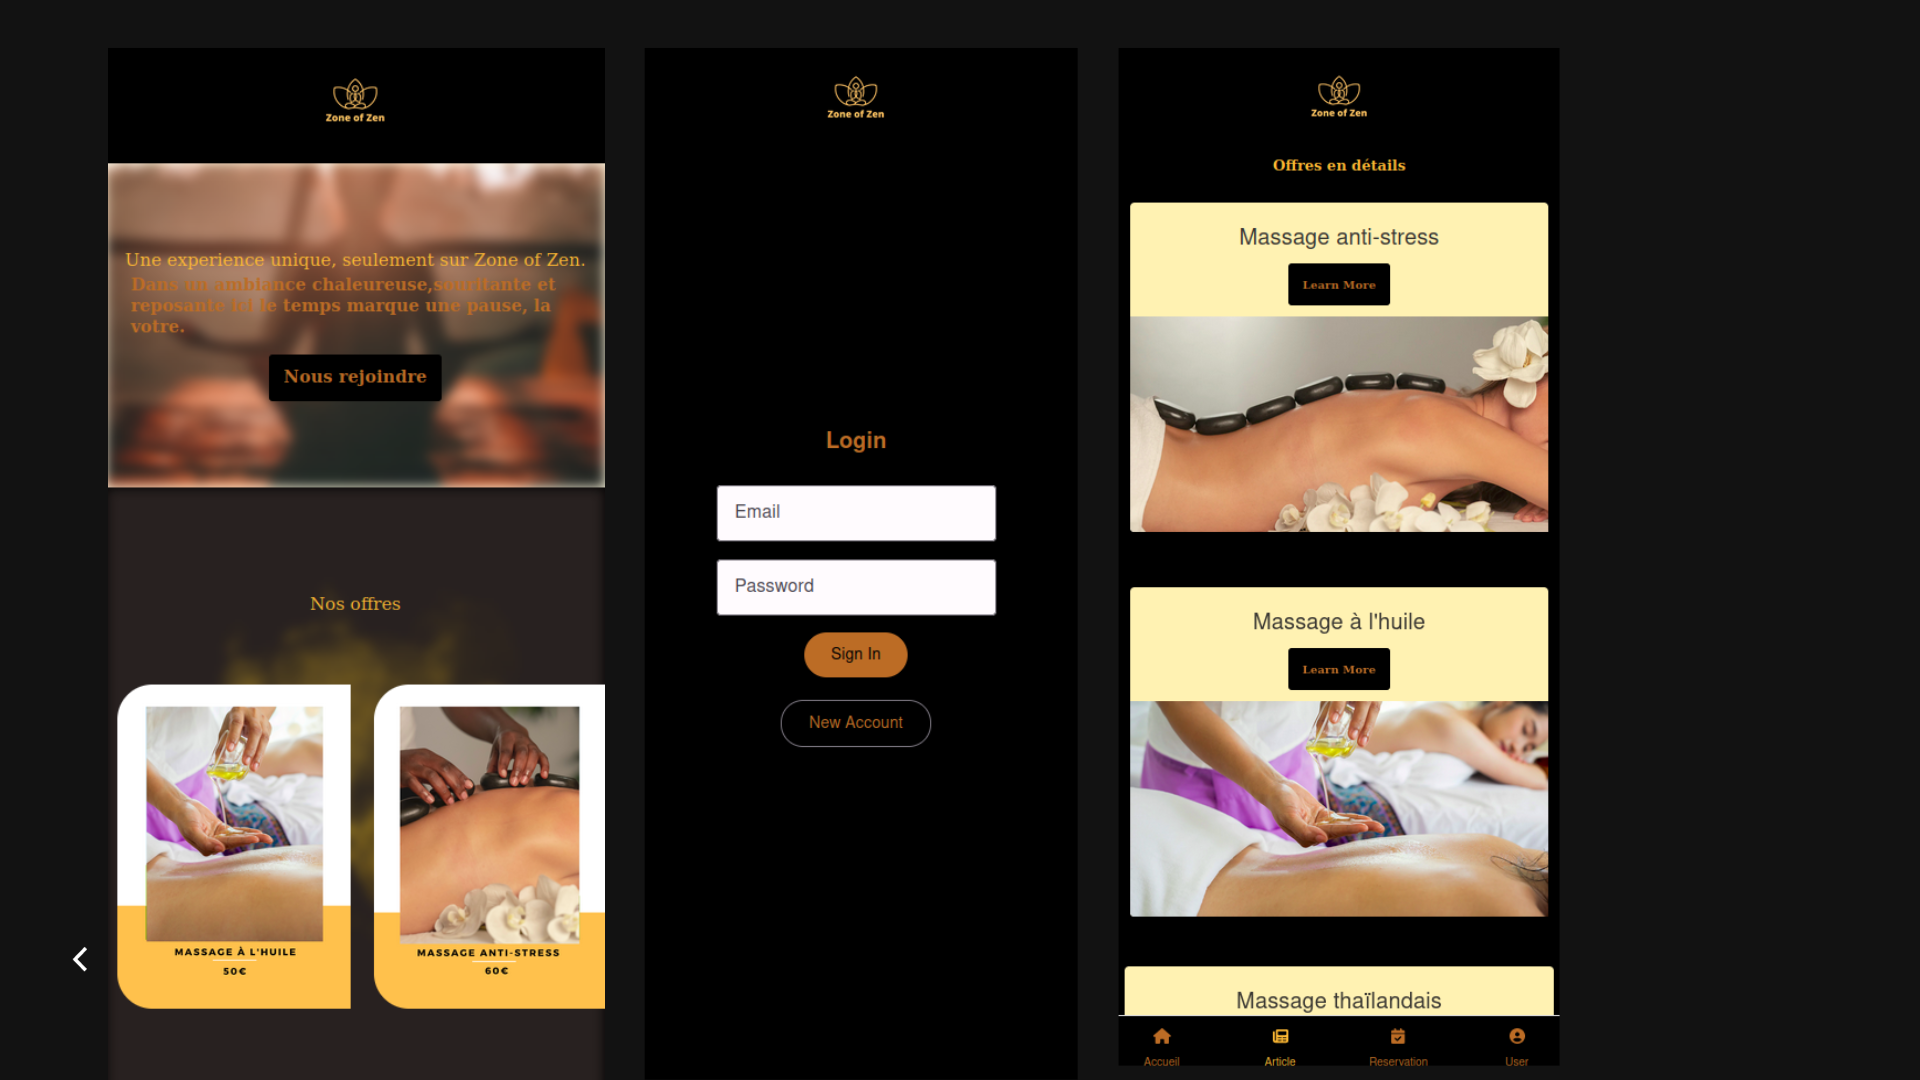 Zone of Zen
Une experience unique, seulement sur Zone of Zen.
Dans un ambiance chaleureuse,souritante et
reposante ici le temps marque une pause, la
votre.
Nous rejoindre
Nos offres
MASSAGE À L'HUILE
50€
MASSAGE ANTI-STRESS
60€
Zone of Zen
Login
Email
Password
Sign In
New Account
Zone of Zen
Offres en détails
Massage anti-stress
Learn More
Massage à l'huile
Learn More
Massage thaïlandais
Accueil
Article
Reservation
User